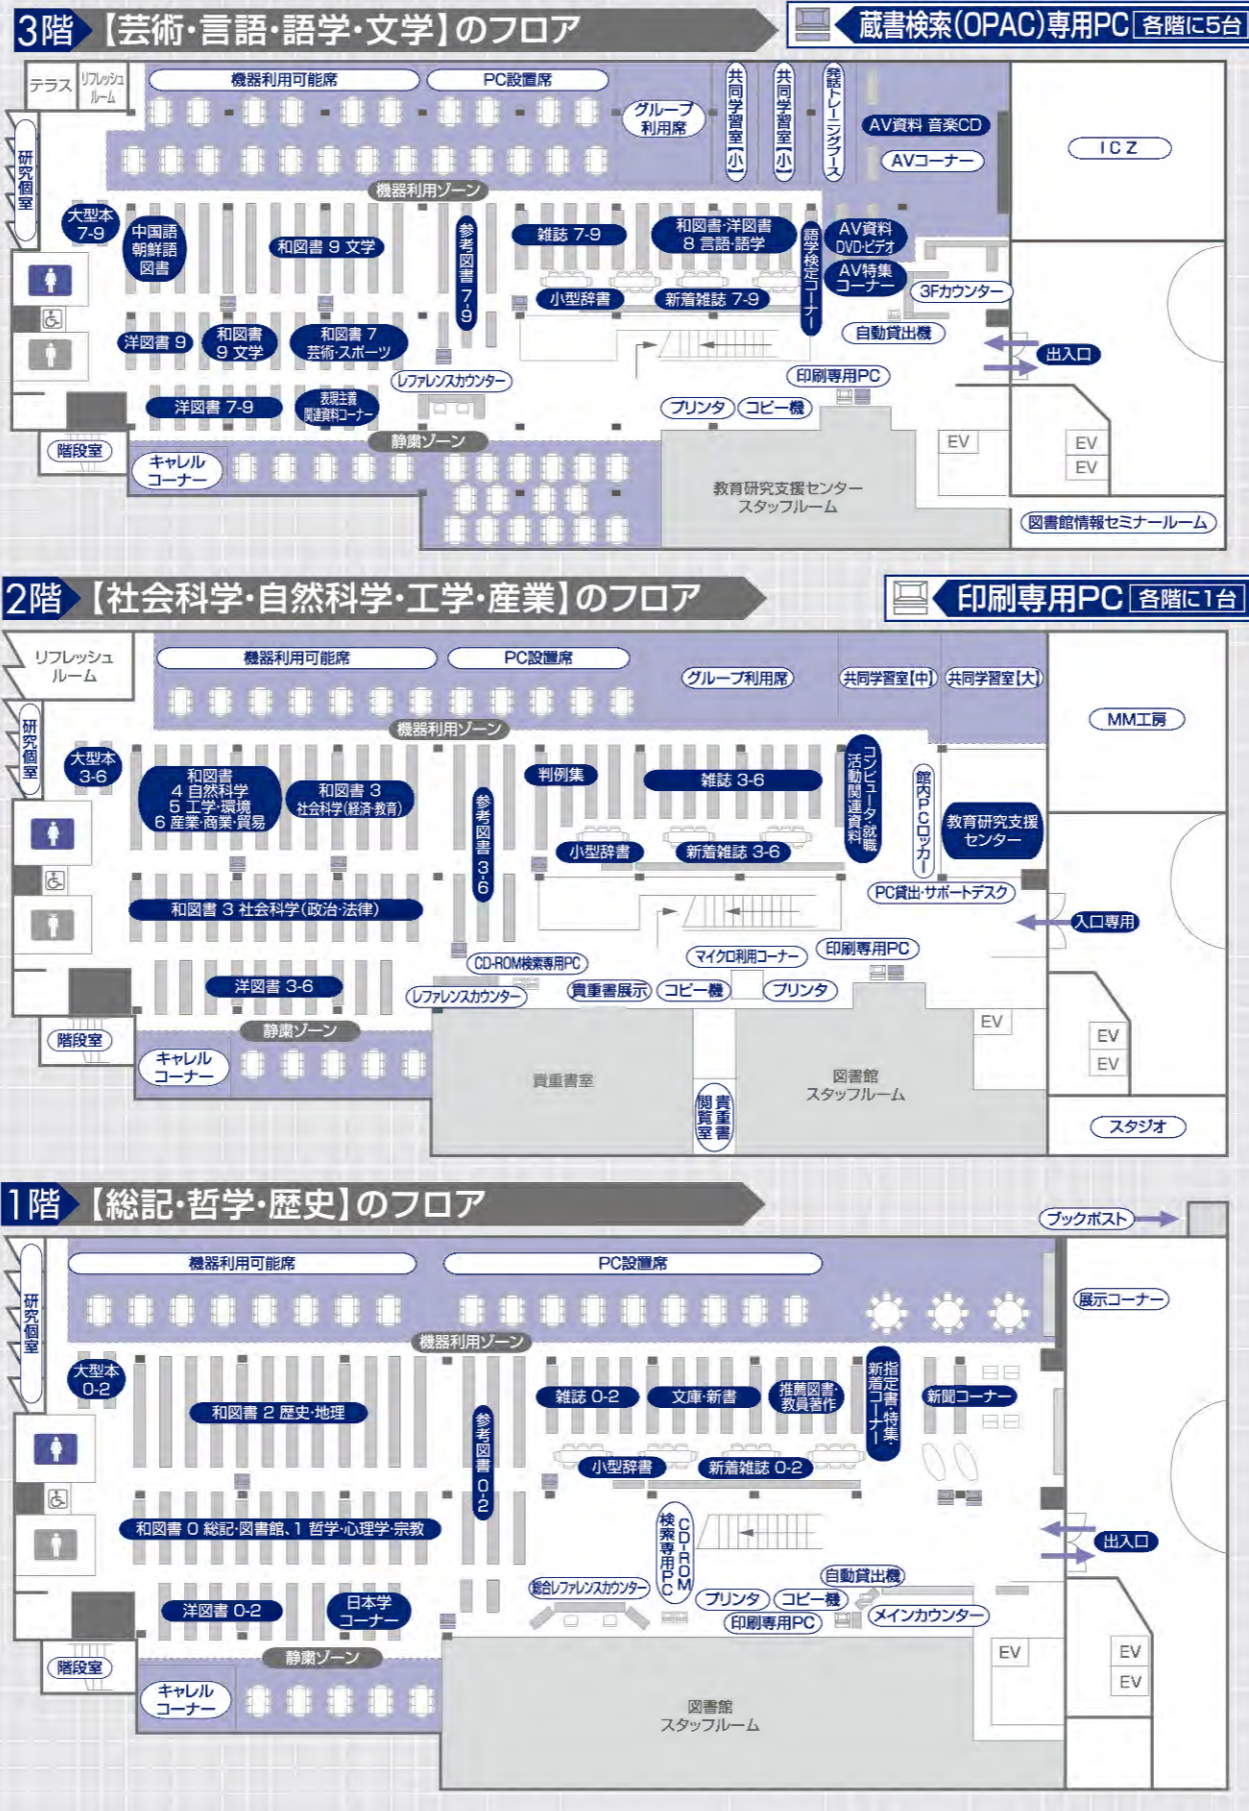 3階 【芸術・言語・語学・文学】のフロア
蔵書検索(OPAC)専用PC 各階に5台
テラス
リフレッシュ
ルーム
機器利用可能席
PC設置席
グループ
利用席
共同学習室【小】
共同学習室【小】
発話トレーニングブース
AV資料 音楽CD
AVコーナー
ICZ
研究個室
機器利用ゾーン
大型本
7-9
中国語
朝鮮語
図書
和図書 9 文学
参考図書 7-9
雑誌 7-9
和図書・洋図書
8 言語・語学
語学検定コーナー
AV資料
DVD・ビデオ
AV特集
コーナー
3Fカウンター
小型辞書
新着雑誌 7-9
自動貸出機
洋図書 9
和図書
9 文学
和図書 7
芸術・スポーツ
出入口
レファレンスカウンター
印刷専用PC
洋図書 7-9
表現主義
関連資料コーナー
プリンタ
コピー機
階段室
静粛ゾーン
キャレル
コーナー
EV
EV
EV
教育研究支援センター
スタッフルーム
図書館情報セミナールーム
2階 【社会科学・自然科学・工学・産業】のフロア
印刷専用PC 各階に1台
リフレッシュ
ルーム
機器利用可能席
PC設置席
グループ利用席
共同学習室【中】
共同学習室【大】
MM工房
研究個室
機器利用ゾーン
大型本
3-6
和図書
4 自然科学
5 工学・環境
6 産業・商業・貿易
和図書 3
社会科学(経済・教育)
参考図書 3-6
判例集
雑誌 3-6
コンピュータ・就職
活動関連資料
館内PCロッカー
教育研究支援
センター
小型辞書
新着雑誌 3-6
PC貸出・サポートデスク
和図書 3 社会科学(政治・法律)
入口専用
CD-ROM検索専用PC
マイクロ利用コーナー
印刷専用PC
洋図書 3-6
レファレンスカウンター
貴重書展示
コピー機
プリンタ
階段室
静粛ゾーン
キャレル
コーナー
EV
EV
EV
貴重書室
貴重書
閲覧室
図書館
スタッフルーム
スタジオ
1階 【総記・哲学・歴史】のフロア
ブックポスト
機器利用可能席
PC設置席
研究個室
展示コーナー
機器利用ゾーン
大型本
0-2
和図書 2 歴史・地理
参考図書 0-2
雑誌 0-2
文庫・新書
推薦図書・
教員著作
指定書・特集・
新着コーナー
新聞コーナー
小型辞書
新着雑誌 0-2
和図書 0 総記・図書館、1 哲学・心理学・宗教
CD-ROM
検索専用PC
出入口
総合レファレンスカウンター
自動貸出機
洋図書 0-2
日本学
コーナー
プリンタ
コピー機
印刷専用PC
メインカウンター
階段室
静粛ゾーン
キャレル
コーナー
EV
EV
EV
図書館
スタッフルーム